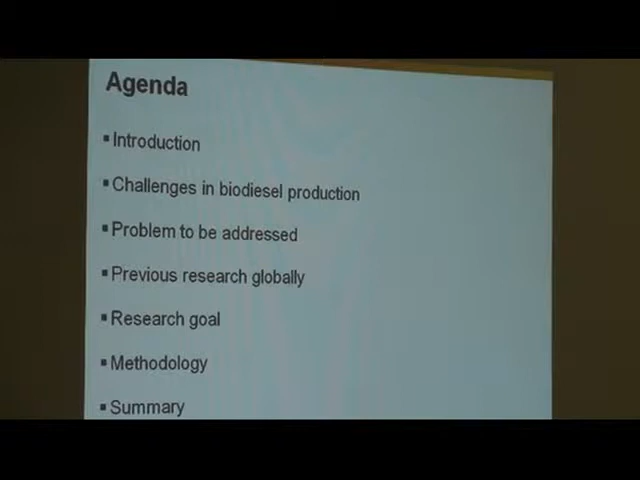 Agenda
▪ Introduction
▪ Challenges in biodiesel production
▪ Problem to be addressed
▪ Previous research globally
▪ Research goal
▪ Methodology
▪ Summary